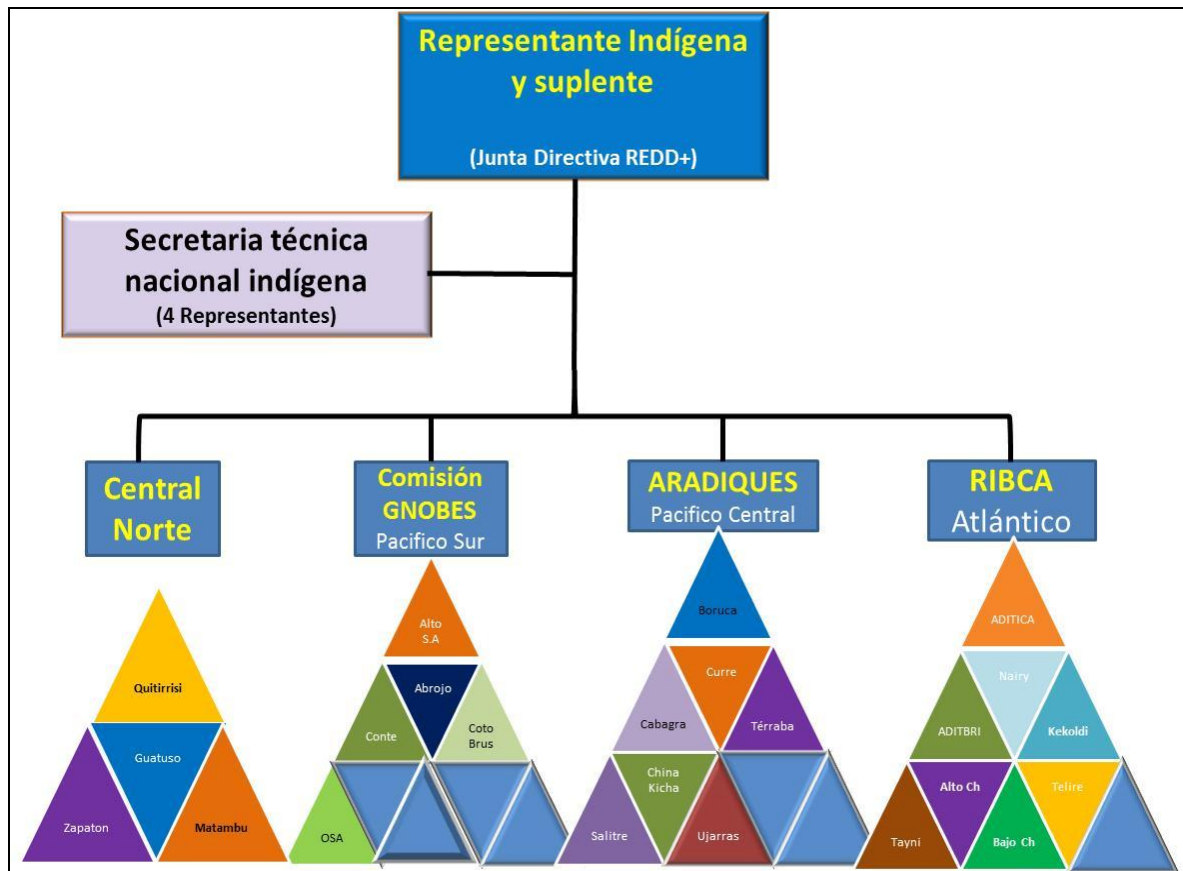 Representante Indígena
y suplente
(Junta Directiva REDD+)
Secretaria técnica
nacional indígena
(4 Representantes)
Central
Norte
Quitirrisi
Guatuso
Zapaton
Matambu
Comisión
GNOBES
Pacifico Sur
Alto
S.A
Abrojo
Conte
Coto
Brus
OSA
ARADIQUES
Pacifico Central
Boruca
Curre
Cabagra
Térraba
China
Kicha
Salitre
Ujarras
RIBCA
Atlántico
ADITICA
Nairy
ADITBRI
Kekoldi
Alto Ch
Telire
Tayni
Bajo Ch